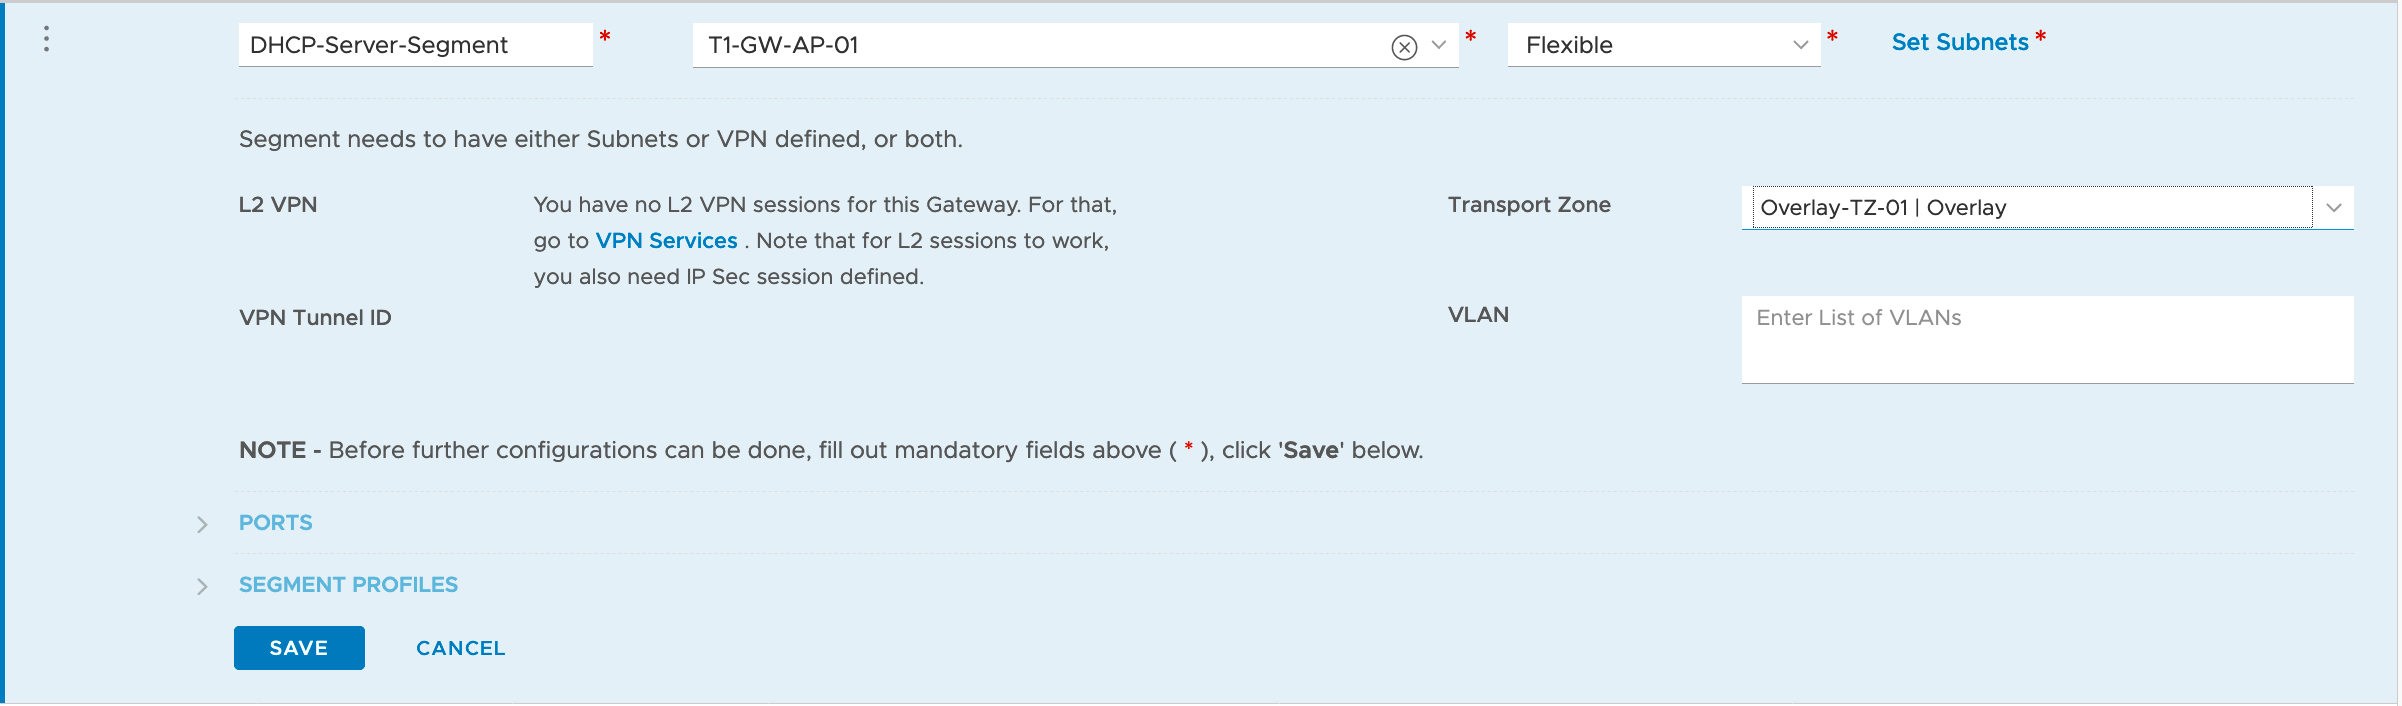 DHCP-Server-Segment * T1-GW-AP-01 * Flexible * Set Subnets *
Segment needs to have either Subnets or VPN defined, or both.
L2 VPN
You have no L2 VPN sessions for this Gateway. For that,
go to VPN Services . Note that for L2 sessions to work,
you also need IP Sec session defined.
Transport Zone
Overlay-TZ-01 | Overlay
VPN Tunnel ID
VLAN
Enter List of VLANs
NOTE - Before further configurations can be done, fill out mandatory fields above ( * ), click 'Save' below.
PORTS
SEGMENT PROFILES
SAVE CANCEL